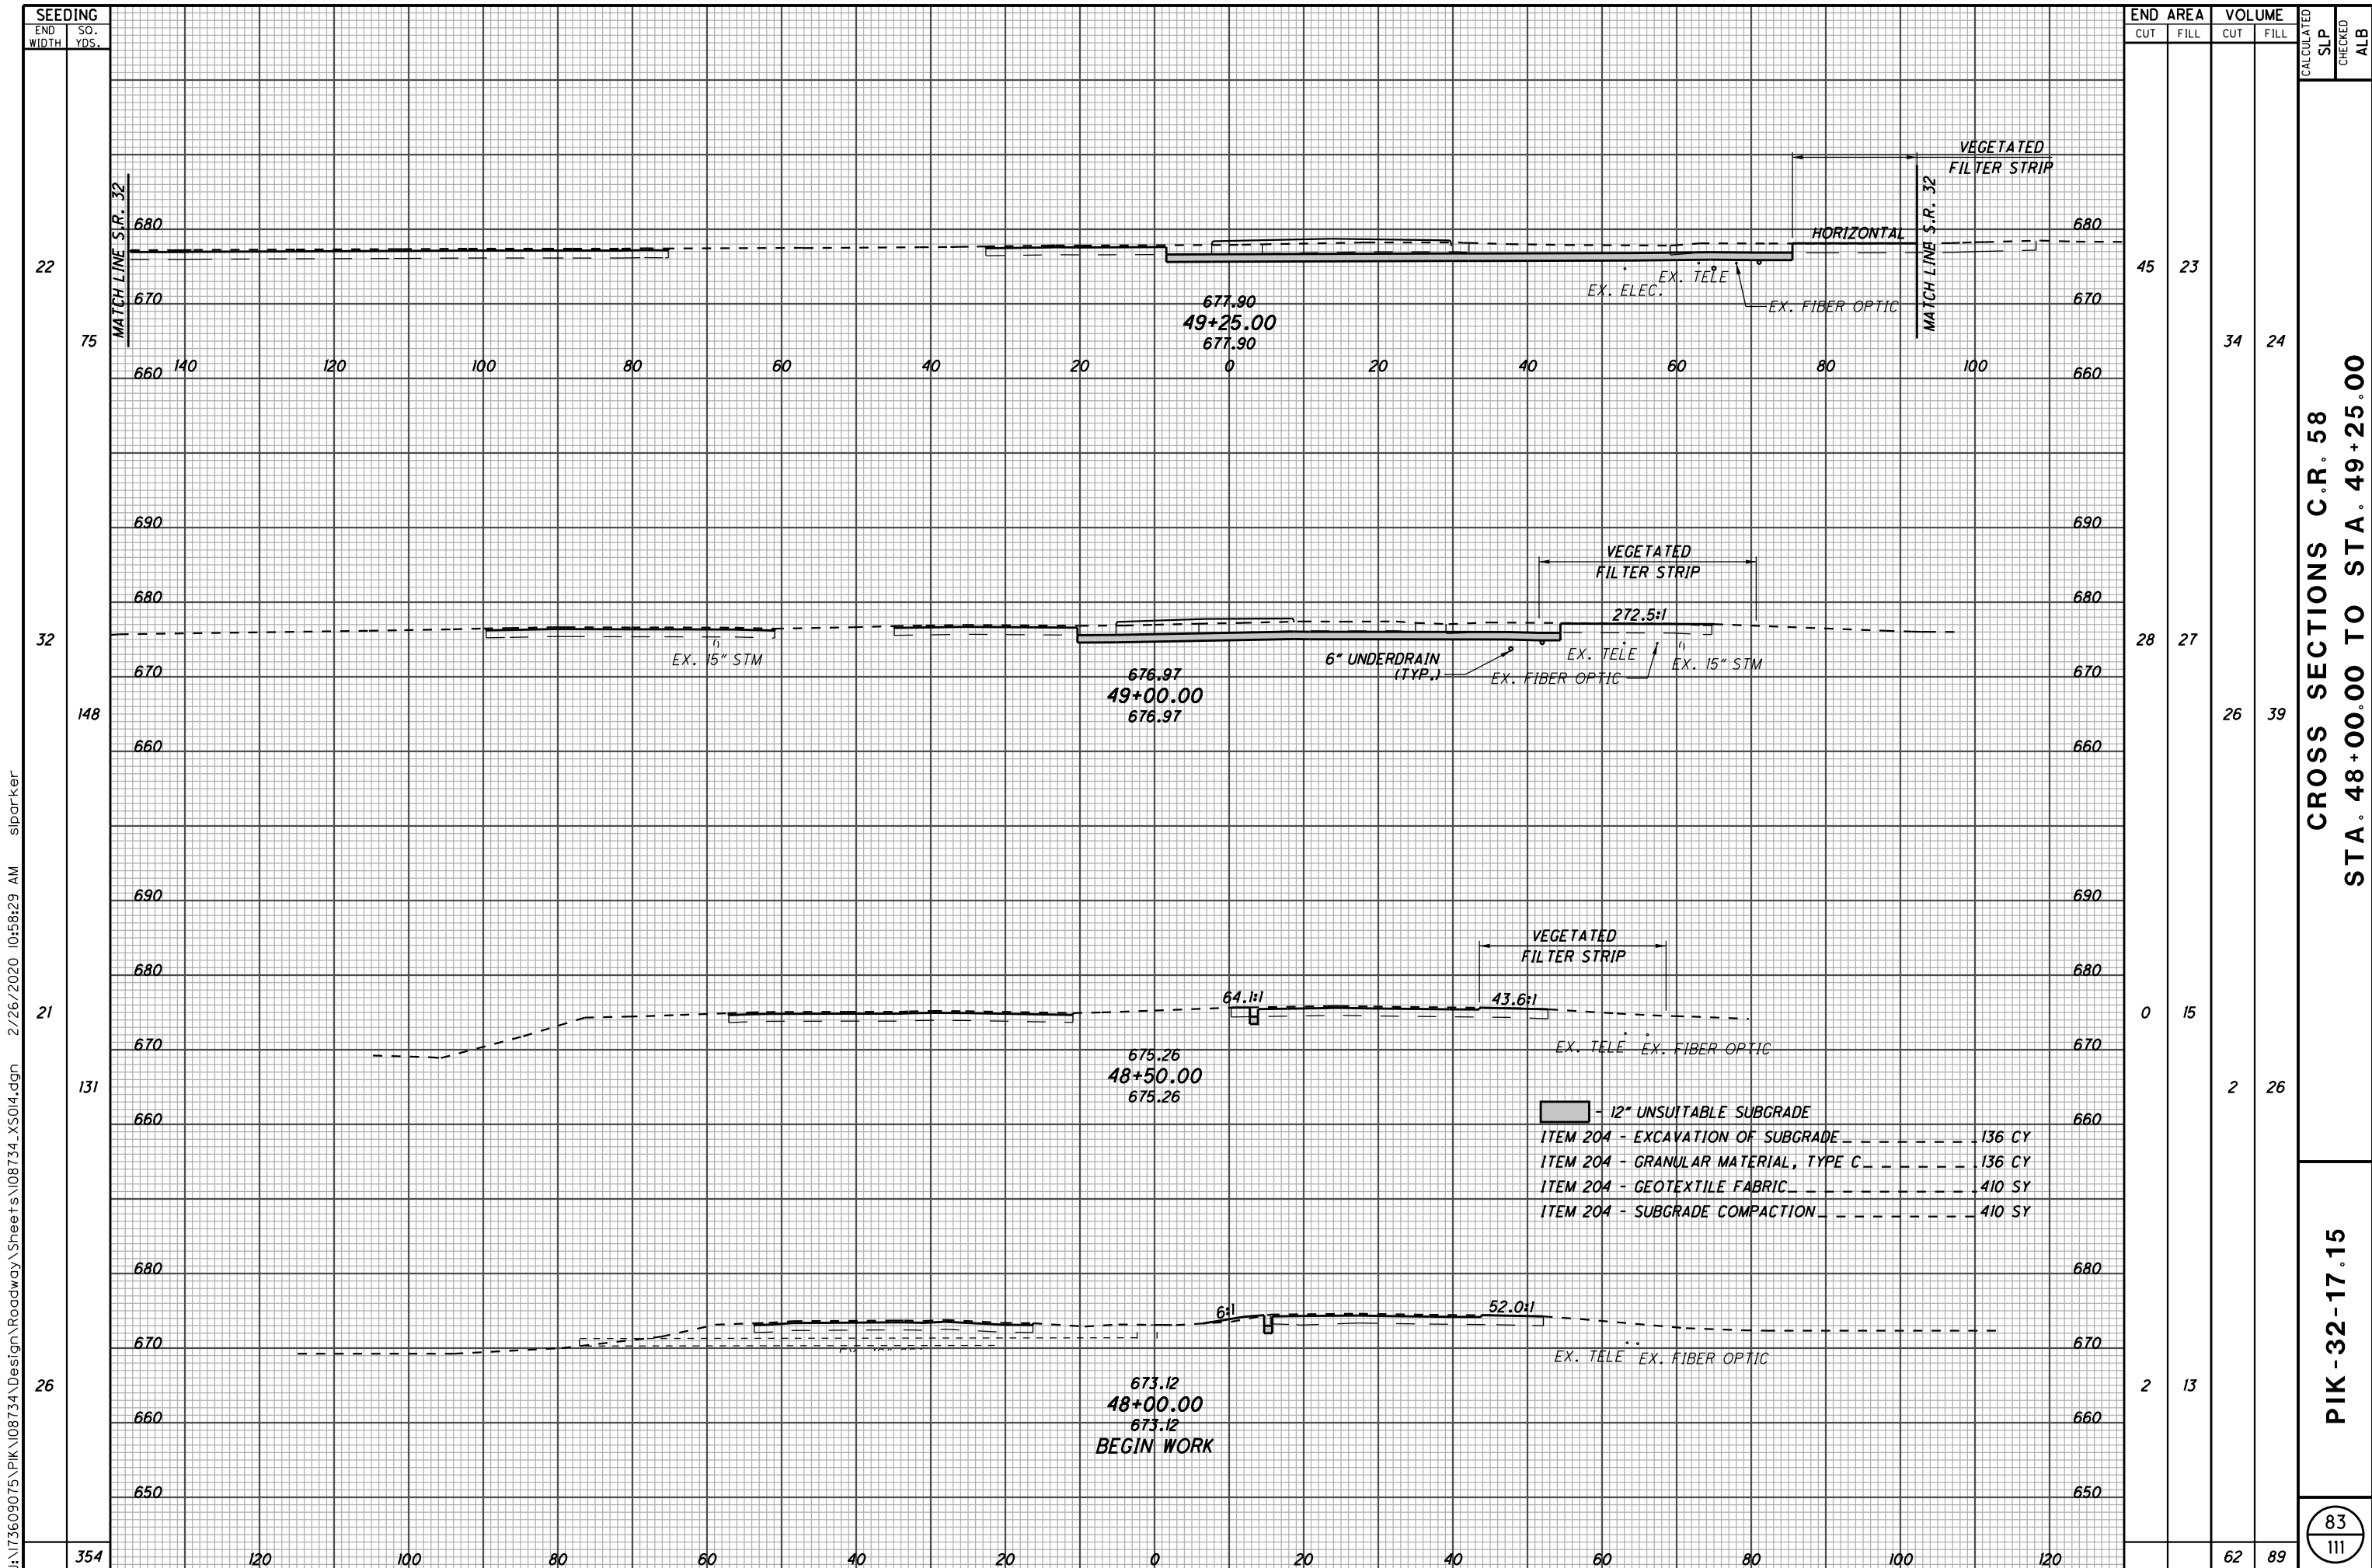 SEEDING
END WIDTH
SQ. YDS.
END AREA
VOLUME
CUT
FILL
CUT
FILL
CALCULATED
SLP
CHECKED
ALB
VEGETATED
FILTER STRIP
MATCH LINE S.R. 32
MATCH LINE S.R. 32
680
680
HORIZONTAL
22
45
23
EX. TELE
EX. ELEC.
EX. FIBER OPTIC
670
670
677.90
49+25.00
677.90
75
34
24
140 120 100 80 60 40 20 0 20 40 60 80 100
660
660
690
690
VEGETATED
FILTER STRIP
680
680
272.5:1
32
28
27
EX. 15" STM
6" UNDERDRAIN
(TYP.)
EX. TELE
EX. 15" STM
EX. FIBER OPTIC
670
670
676.97
49+00.00
676.97
148
26
39
660
660
690
690
VEGETATED
FILTER STRIP
680
680
64.1:1
43.6:1
21
0
15
670
670
EX. TELE
EX. FIBER OPTIC
675.26
48+50.00
675.26
131
2
26
660
660
- 12" UNSUITABLE SUBGRADE
ITEM 204 - EXCAVATION OF SUBGRADE 136 CY
ITEM 204 - GRANULAR MATERIAL, TYPE C 136 CY
ITEM 204 - GEOTEXTILE FABRIC 410 SY
ITEM 204 - SUBGRADE COMPACTION 410 SY
680
680
6:1
52.0:1
670
670
EX. TELE
EX. FIBER OPTIC
26
2
13
673.12
48+00.00
673.12
BEGIN WORK
660
660
650
650
354
120 100 80 60 40 20 0 20 40 60 80 100 120
62
89
CROSS SECTIONS C.R. 58
STA. 48+00.00 TO STA. 49+25.00
PIK-32-17.15
83
111
J:\173609075\PIK\108734\Design\Roadway\Sheets\108734_XS014.dgn 2/26/2020 10:58:29 AM slparker